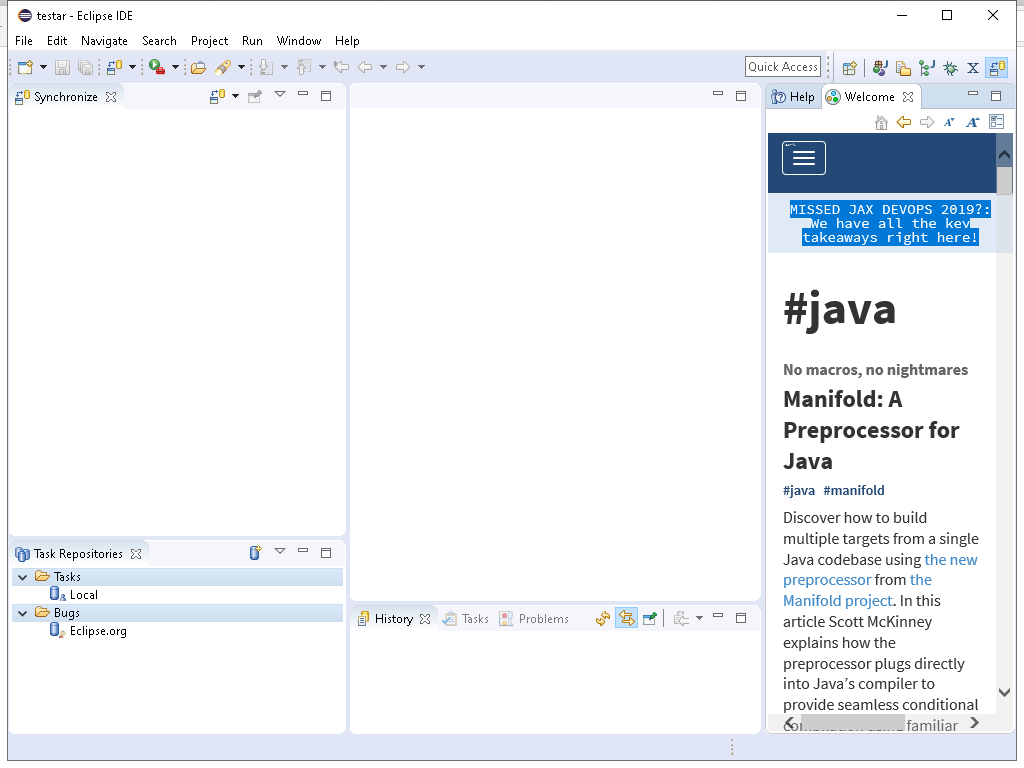 testar - Eclipse IDE
File Edit Navigate Search Project Run Window Help
Quick Access
Synchronize
Help Welcome
MISSED JAX DEVOPS 2019?:
We have all the key
takeaways right here!
#java
No macros, no nightmares
Manifold: A
Preprocessor for
Java
#java #manifold
Discover how to build
multiple targets from a single
Java codebase using the new
preprocessor from the
Manifold project. In this
article Scott McKinney
explains how the
preprocessor plugs directly
into Java’s compiler to
provide seamless conditional
compilation using familiar
Task Repositories
Tasks
Local
Bugs
Eclipse.org
History Tasks Problems